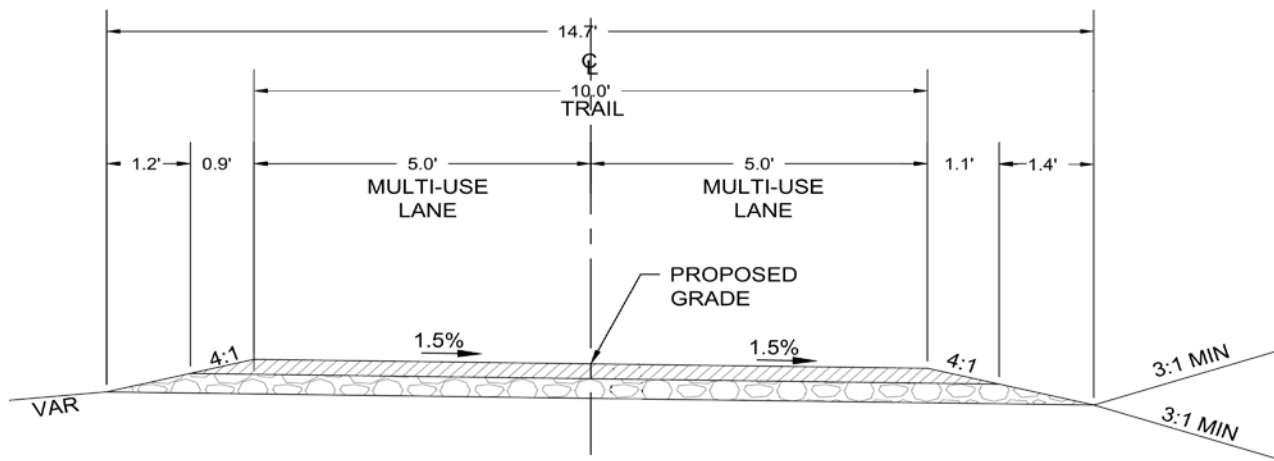 14.7'
℄
10.0'
TRAIL
1.2' 0.9' 5.0' 5.0' 1.1' 1.4'
MULTI-USE
LANE
MULTI-USE
LANE
PROPOSED
GRADE
1.5%
1.5%
4:1
4:1
3:1 MIN
VAR
3:1 MIN